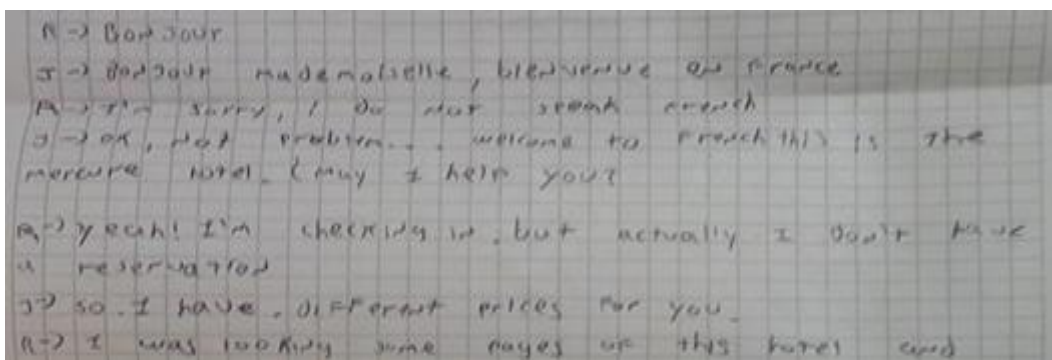 A → Bonjour
J → Bonjour mademoiselle, bienvenue en France
A → I'm sorry, I Do not speak french
J → OK, not problem... welcome to French this is the
mercure hotel. (may I help you?
A → yeah! I'm checking in. but actually I Don't have
a reservation
J → so. I have. different prices for you.
A → I was looking some pages of this hotel and